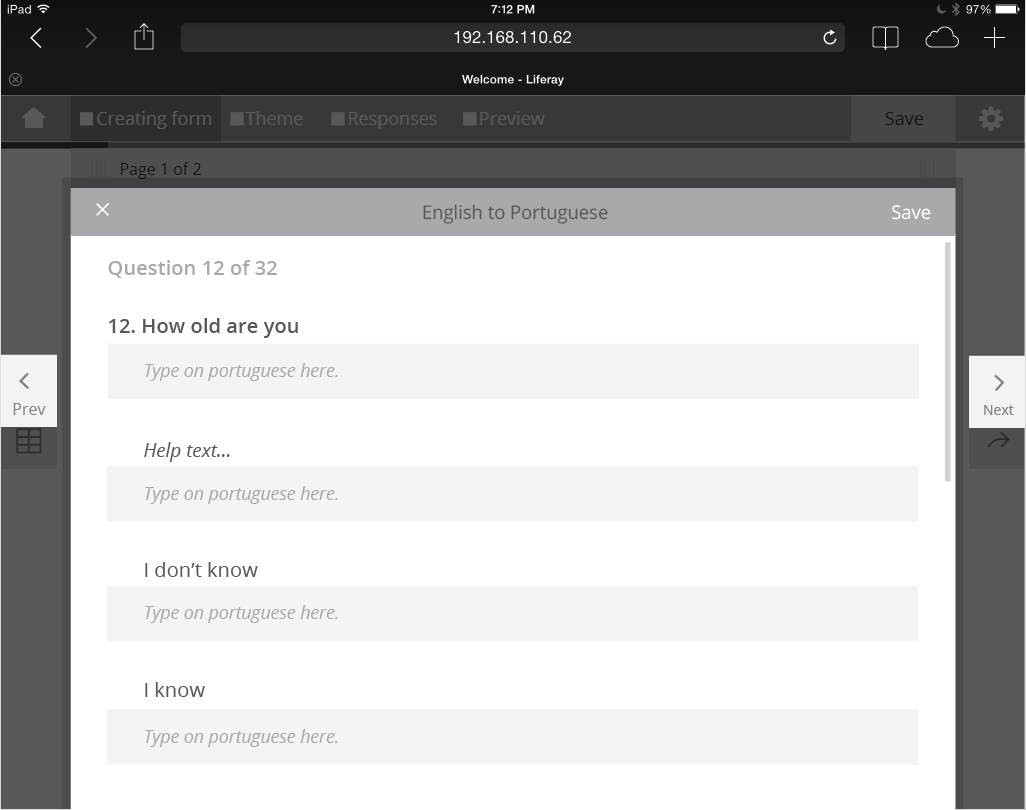 iPad 7:12 PM 97%
192.168.110.62
Welcome - Liferay
Creating form Theme Responses Preview Save
Page 1 of 2
English to Portuguese Save
Question 12 of 32
12. How old are you
Type on portuguese here.
Prev
Next
Help text...
Type on portuguese here.
I don’t know
Type on portuguese here.
I know
Type on portuguese here.